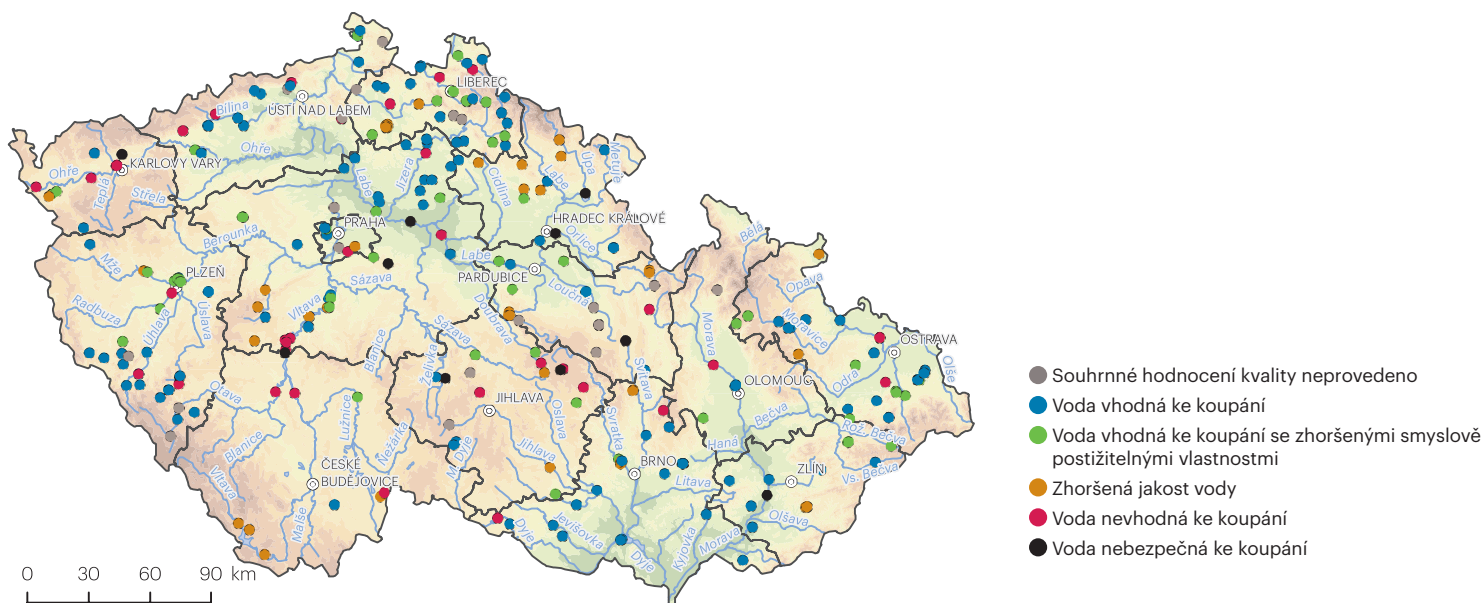 LIBEREC
ÚSTÍ NAD LABEM
Bílina
Ohře
Ohře
KARLOVY VARY
Teplá
Střela
Jizera
Labe
Cidlina
Labe
Úpa
Metuje
PRAHA
HRADEC KRÁLOVÉ
Orlice
Berounka
Mže
PLZEŇ
Radbuza
Úhlava
Úslava
Vltava
Sázava
Labe
PARDUBICE
Loučná
Doubrava
Sázava
Bělá
Opava
Moravice
Morava
OSTRAVA
Odra
Olše
Otava
Blanice
Želivka
Lužnice
Nežárka
Blanice
Vltava
Malše
ČESKÉ
BUDĚJOVICE
JIHLAVA
Jihlava
Oslava
Svratka
Svitava
M. Dyje
OLOMOUC
Bečva
Haná
Rož. Bečva
Vs. Bečva
BRNO
Litava
ZLÍN
Olšava
Dyje
Jevišovka
Dyje
Kyjovka
Morava
0 30 60 90 km
Souhrnné hodnocení kvality neprovedeno
Voda vhodná ke koupání
Voda vhodná ke koupání se zhoršenými smyslově
postižitelnými vlastnostmi
Zhoršená jakost vody
Voda nevhodná ke koupání
Voda nebezpečná ke koupání